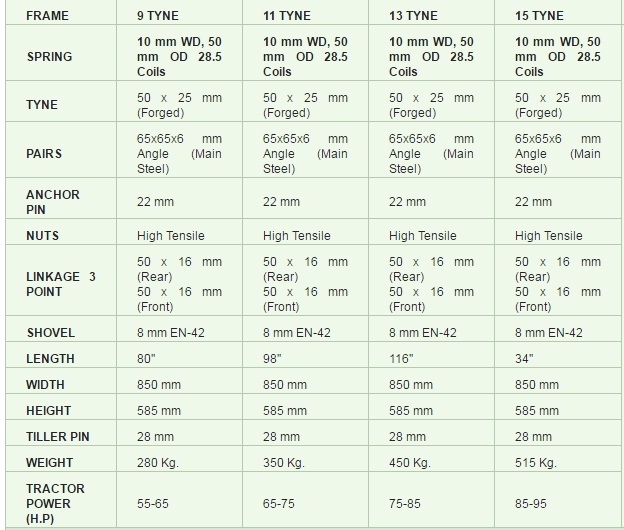 FRAME 9 TYNE 11 TYNE 13 TYNE 15 TYNE
10 mm WD, 50 10 mm WD, 50 10 mm WD, 50 10 mm WD, 50
SPRING mm OD 28.5 mm OD 28.5 mm OD 28.5 mm OD 28.5
Coils Coils Coils Coils
TYNE 50 x 25 mm 50 x 25 mm 50 x 25 mm 50 x 25 mm
(Forged) (Forged) (Forged) (Forged)
65x65x6 mm 65x65x6 mm 65x65x6 mm 65x65x6 mm
PAIRS Angle (Main Angle (Main Angle (Main Angle (Main
Steel) Steel) Steel) Steel)
ANCHOR
PIN 22 mm 22 mm 22 mm 22 mm
NUTS High Tensile High Tensile High Tensile High Tensile
50 x 16 mm 50 x 16 mm 50 x 16 mm 50 x 16 mm
LINKAGE 3 (Rear) (Rear) (Rear) (Rear)
POINT 50 x 16 mm 50 x 16 mm 50 x 16 mm 50 x 16 mm
(Front) (Front) (Front) (Front)
SHOVEL 8 mm EN-42 8 mm EN-42 8 mm EN-42 8 mm EN-42
LENGTH 80" 98" 116" 34"
WIDTH 850 mm 850 mm 850 mm 850 mm
HEIGHT 585 mm 585 mm 585 mm 585 mm
TILLER PIN 28 mm 28 mm 28 mm 28 mm
WEIGHT 280 Kg. 350 Kg. 450 Kg. 515 Kg.
TRACTOR
POWER 55-65 65-75 75-85 85-95
(H.P)